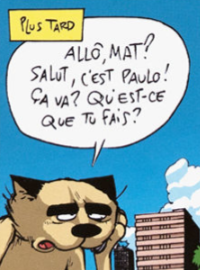 PLUS TARD
ALLÔ, MAT?
SALUT, C'EST PAULO!
ÇA VA? QU'EST-CE
QUE TU FAIS?